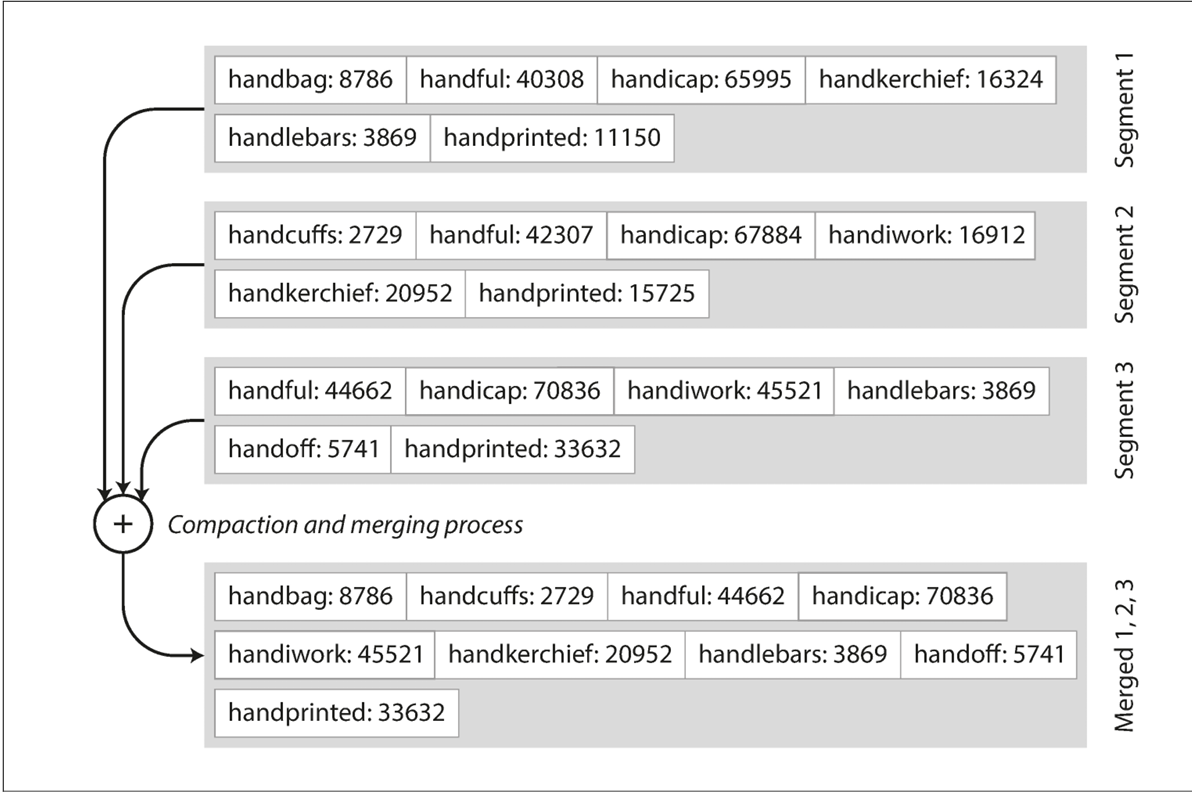 handbag: 8786 handful: 40308 handicap: 65995 handkerchief: 16324
handlebars: 3869 handprinted: 11150
Segment 1
handcuffs: 2729 handful: 42307 handicap: 67884 handiwork: 16912
handkerchief: 20952 handprinted: 15725
Segment 2
handful: 44662 handicap: 70836 handiwork: 45521 handlebars: 3869
handoff: 5741 handprinted: 33632
Segment 3
+ Compaction and merging process
handbag: 8786 handcuffs: 2729 handful: 44662 handicap: 70836
handiwork: 45521 handkerchief: 20952 handlebars: 3869 handoff: 5741
handprinted: 33632
Merged 1, 2, 3